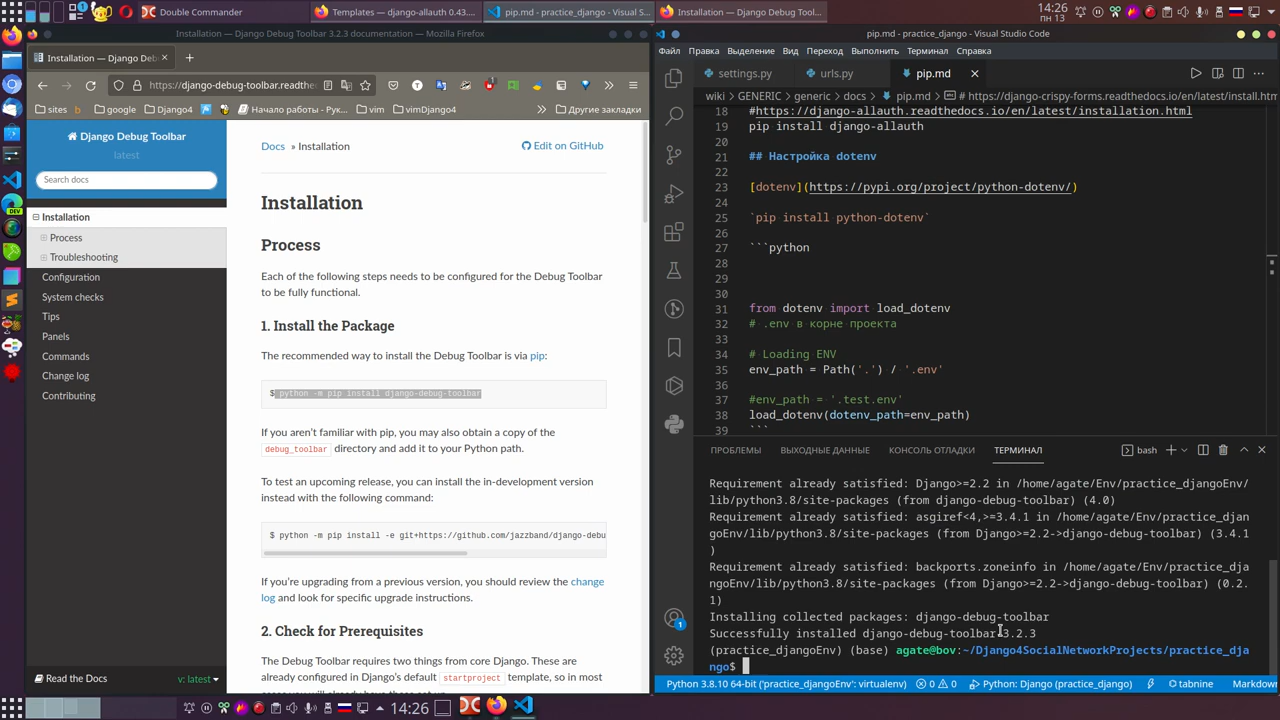 Double Command
Templates — django-allauth 0.43....
pip.md - practice_django - Visual S...
Installation — Django Debug Tool...
14:26
пн 13
Installation — Django Debug Toolbar 3.2.3 documentation — Mozilla Firefox
Installation — Django Deb
https://django-debug-toolbar.readthe
sites
google
Django4
Начало работы - Рук...
vim
vimDjango4
Другие закладки
Django Debug Toolbar
latest
Search docs
Installation
Process
Troubleshooting
Configuration
System checks
Tips
Panels
Commands
Change log
Contributing
Read the Docs
v: latest
Docs » Installation
Edit on GitHub
Installation
Process
Each of the following steps needs to be configured for the Debug Toolbar
to be fully functional.
1. Install the Package
The recommended way to install the Debug Toolbar is via pip:
$ python -m pip install django-debug-toolbar
If you aren't familiar with pip, you may also obtain a copy of the
debug_toolbar directory and add it to your Python path.
To test an upcoming release, you can install the in-development version
instead with the following command:
$ python -m pip install -e git+https://github.com/jazzband/django-debu
If you're upgrading from a previous version, you should review the change
log and look for specific upgrade instructions.
2. Check for Prerequisites
The Debug Toolbar requires two things from core Django. These are
already configured in Django's default startproject template, so in most
pip.md - practice_django - Visual Studio Code
Файл Правка Выделение Вид Переход Выполнить Терминал Справка
settings.py
urls.py
pip.md
wiki > GENERIC > generic > docs > pip.md > # https://django-crispy-forms.readthedocs.io/en/latest/install.htm
18 #https://django-allauth.readthedocs.io/en/latest/installation.html
19 pip install django-allauth
20
21 ## Настройка dotenv
22
23 [dotenv](https://pypi.org/project/python-dotenv/)
24
25 `pip install python-dotenv`
26
27 ```python
28
29
30
31 from dotenv import load_dotenv
32 # .env в корне проекта
33
34 # Loading ENV
35 env_path = Path('.') / '.env'
36
37 #env_path = '.test.env'
38 load_dotenv(dotenv_path=env_path)
39 ```
ПРОБЛЕМЫ
ВЫХОДНЫЕ ДАННЫЕ
КОНСОЛЬ ОТЛАДКИ
ТЕРМИНАЛ
bash
Requirement already satisfied: Django>=2.2 in /home/agate/Env/practice_djangoEnv/
lib/python3.8/site-packages (from django-debug-toolbar) (4.0)
Requirement already satisfied: asgiref<4,>=3.4.1 in /home/agate/Env/practice_djan
goEnv/lib/python3.8/site-packages (from Django>=2.2->django-debug-toolbar) (3.4.1
)
Requirement already satisfied: backports.zoneinfo in /home/agate/Env/practice_dja
ngoEnv/lib/python3.8/site-packages (from Django>=2.2->django-debug-toolbar) (0.2.
1)
Installing collected packages: django-debug-toolbar
Successfully installed django-debug-toolbar-3.2.3
(practice_djangoEnv) (base) agate@bov:~/Django4SocialNetworkProjects/practice_dja
ngo$
1
Python 3.8.10 64-bit ('practice_djangoEnv': virtualenv)
0
0
Python: Django (practice_django)
tabnine
Markdown
DEV
14:26